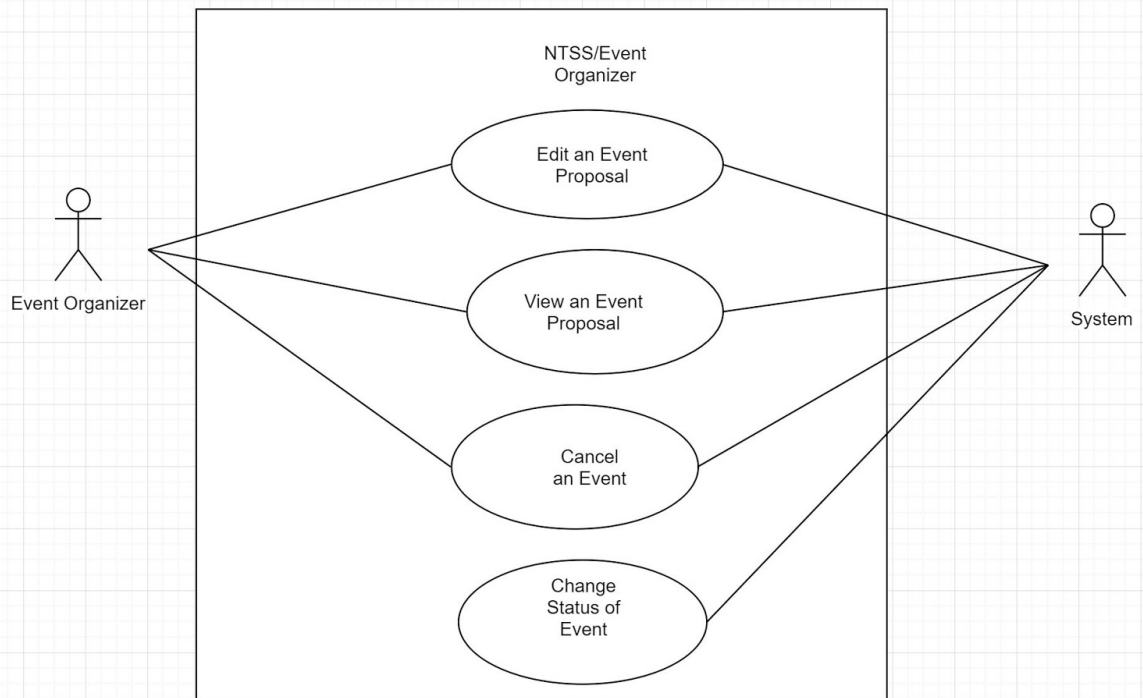 NTSS/Event
Organizer
Edit an Event
Proposal
View an Event
Proposal
Event Organizer
System
Cancel
an Event
Change
Status of
Event